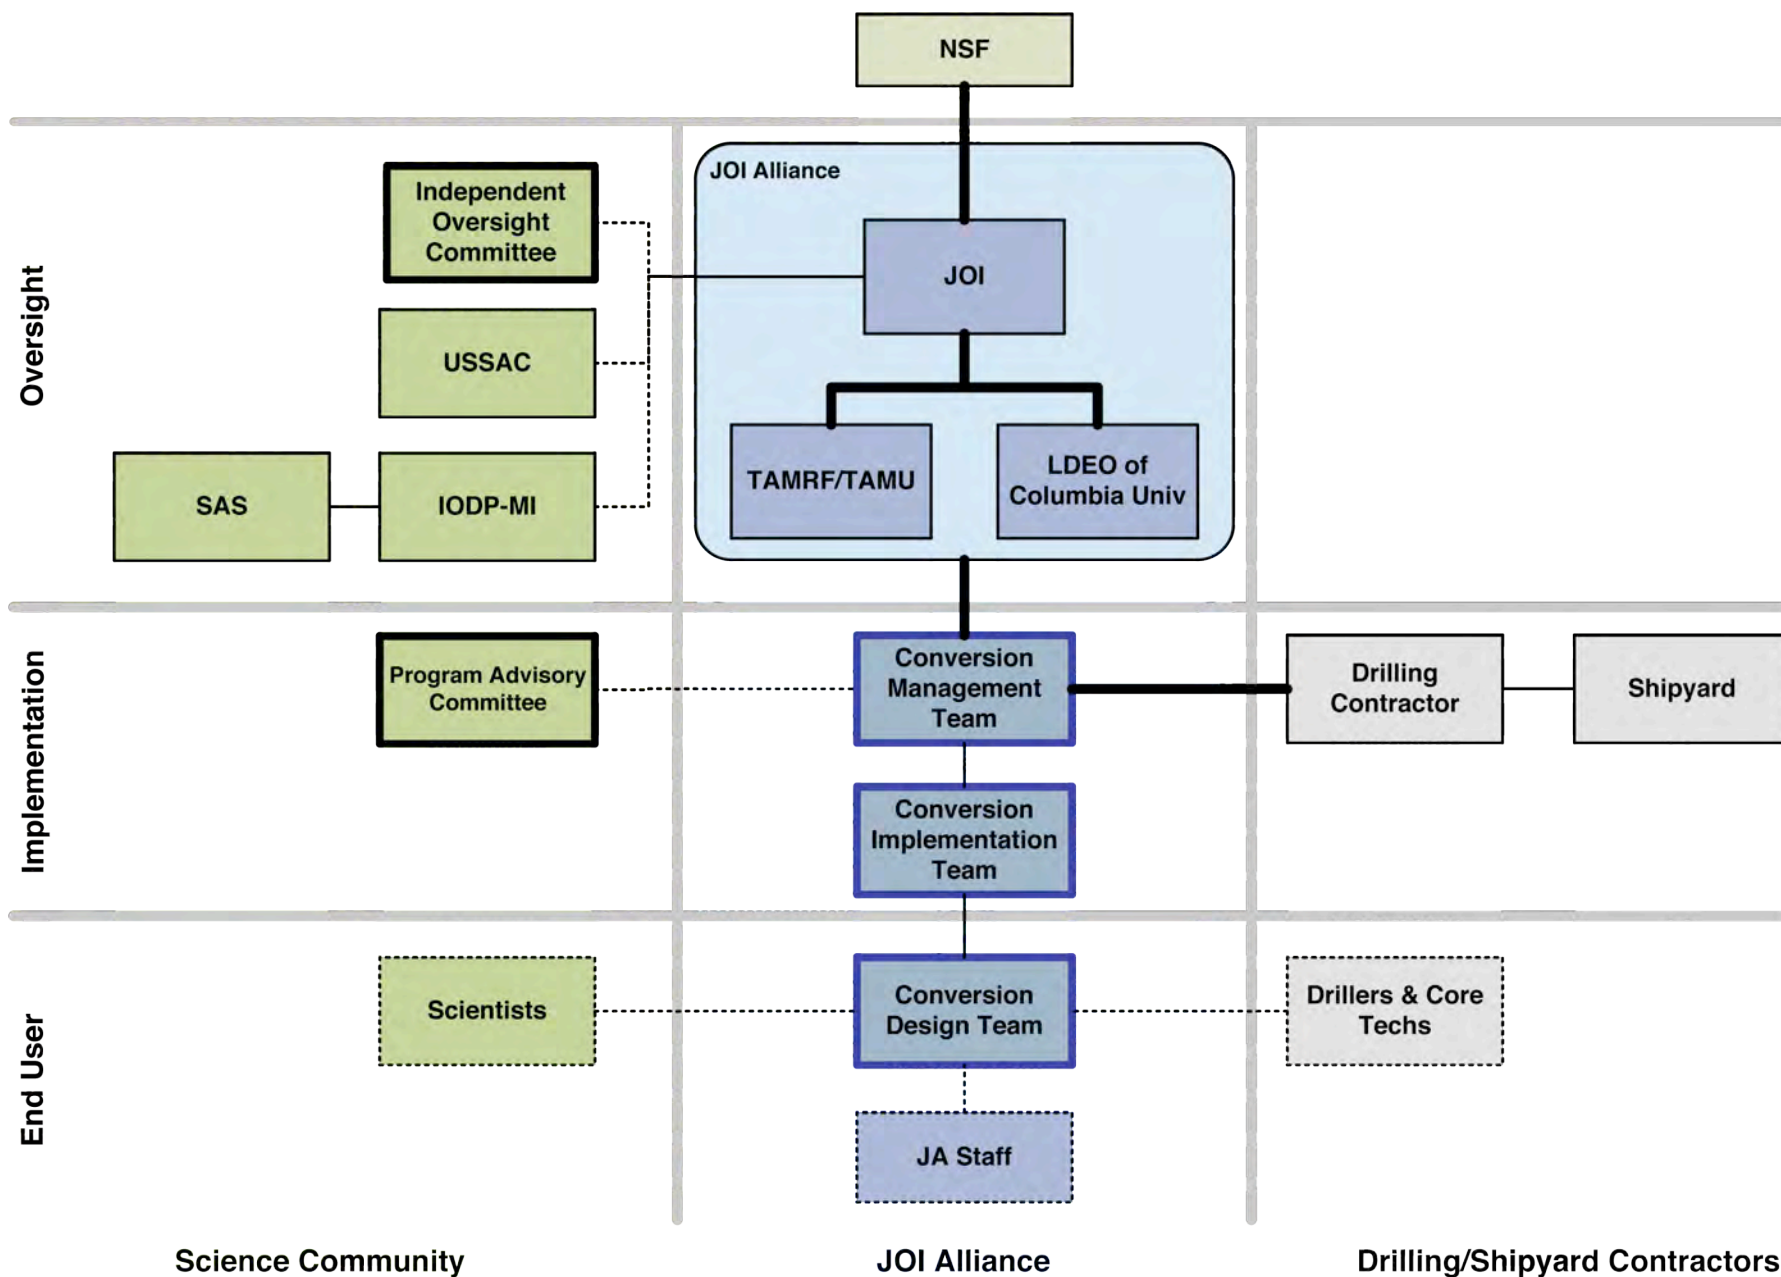 NSF
JOI Alliance
Independent
Oversight
Committee
JOI
USSAC
TAMRF/TAMU
LDEO of
Columbia Univ
SAS
IODP-MI
Oversight
Program Advisory
Committee
Conversion
Management
Team
Drilling
Contractor
Shipyard
Conversion
Implementation
Team
Implementation
Scientists
Conversion
Design Team
Drillers & Core
Techs
JA Staff
End User
Science Community
JOI Alliance
Drilling/Shipyard Contractors